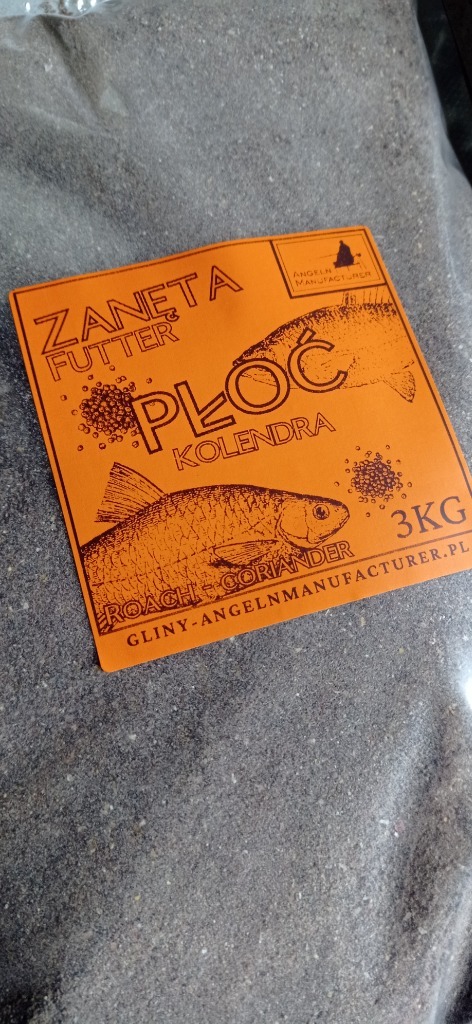 ANGELN
MANUFACTURER
ZANĘTA
FUTTER
PŁOĆ
KOLENDRA
3KG
ROACH - CORIANDER
GLINY-ANGELNMANUFACTURER.PL